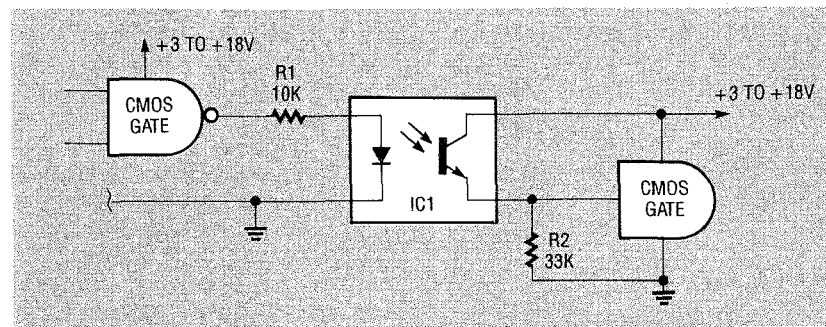 +3 TO +18V
R1
10K
CMOS
GATE
+3 TO +18V
CMOS
GATE
IC1
R2
33K